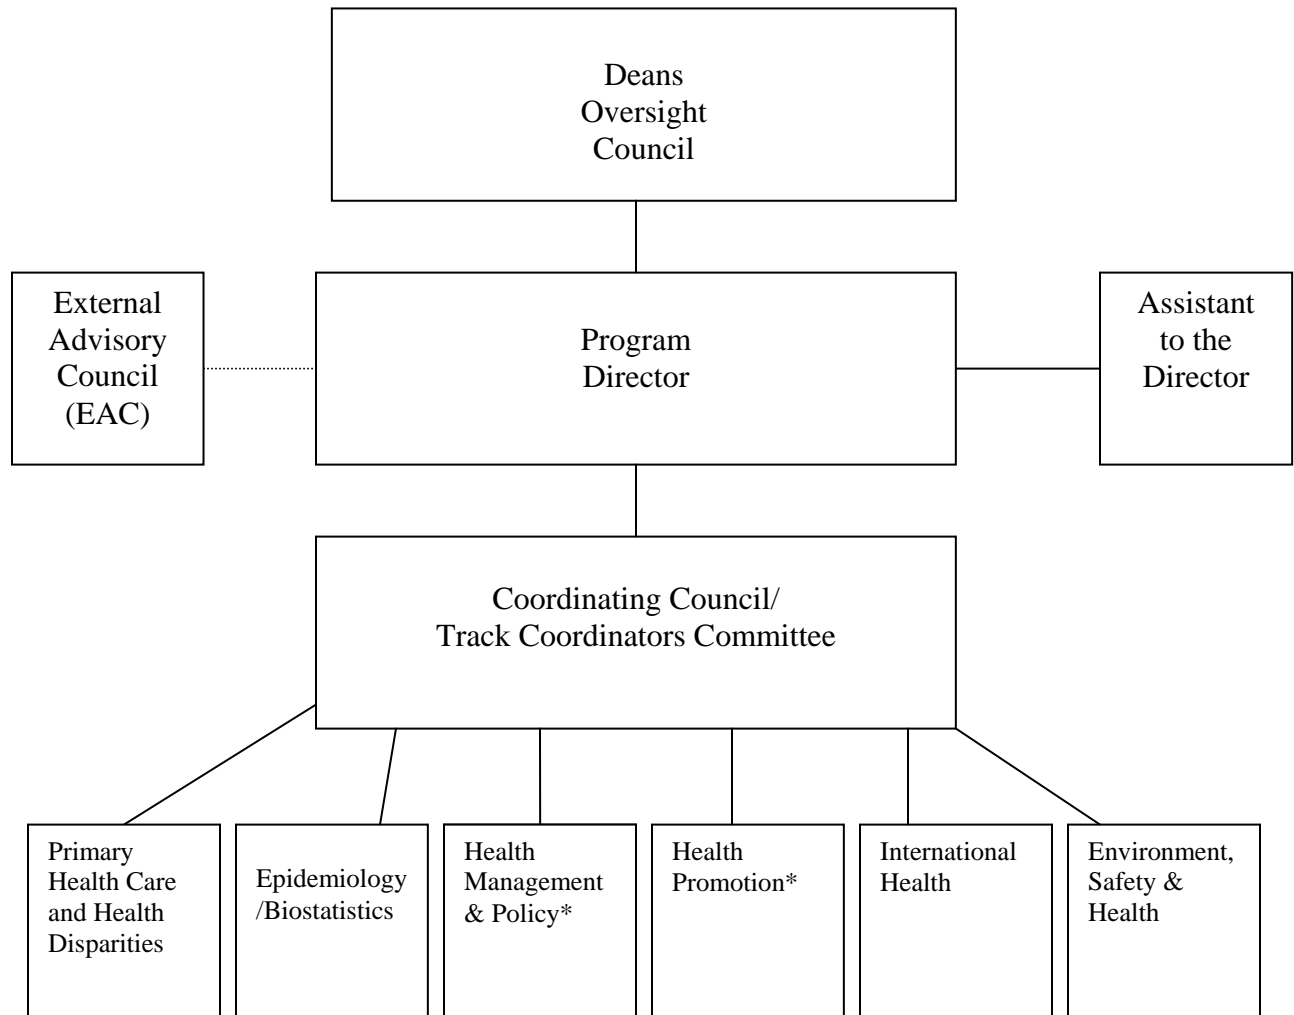 Deans
Oversight
Council
External
Advisory
Council
(EAC)
Program
Director
Assistant
to the
Director
Coordinating Council/
Track Coordinators Committee
Primary
Health Care
and Health
Disparities
Epidemiology
/Biostatistics
Health
Management
& Policy*
Health
Promotion*
International
Health
Environment,
Safety &
Health